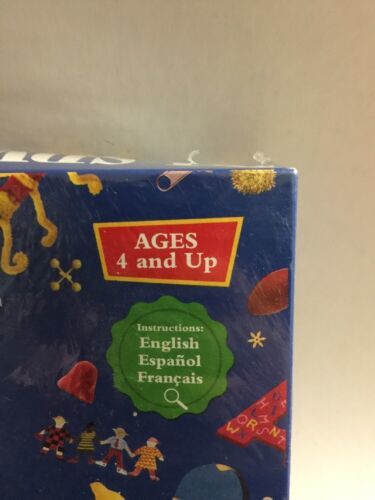 AGES
4 and Up
Instructions:
English
Español
Français